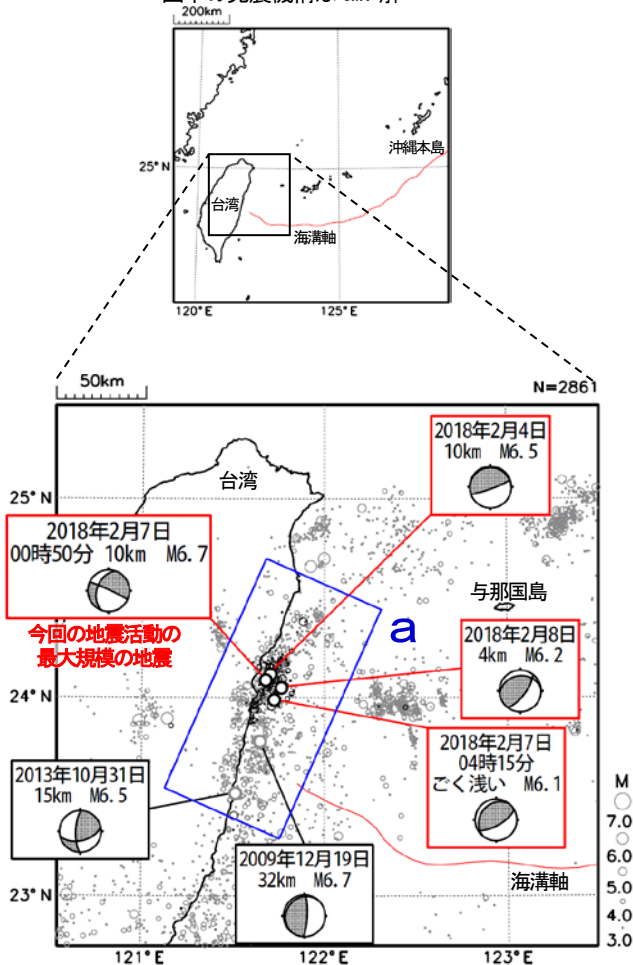 200km
25°N
沖縄本島
台湾
海溝軸
120°E
125°E
50km
N=2861
2018年2月4日
10km M6.5
台湾
25°N
2018年2月7日
00時50分 10km M6.7
与那国島
今回の地震活動の
最大規模の地震
a
2018年2月8日
4km M6.2
24°N
2018年2月7日
04時15分
ごく浅い M6.1
2013年10月31日
15km M6.5
M
7.0
6.0
5.0
4.0
3.0
2009年12月19日
32km M6.7
海溝軸
23°N
121°E
122°E
123°E